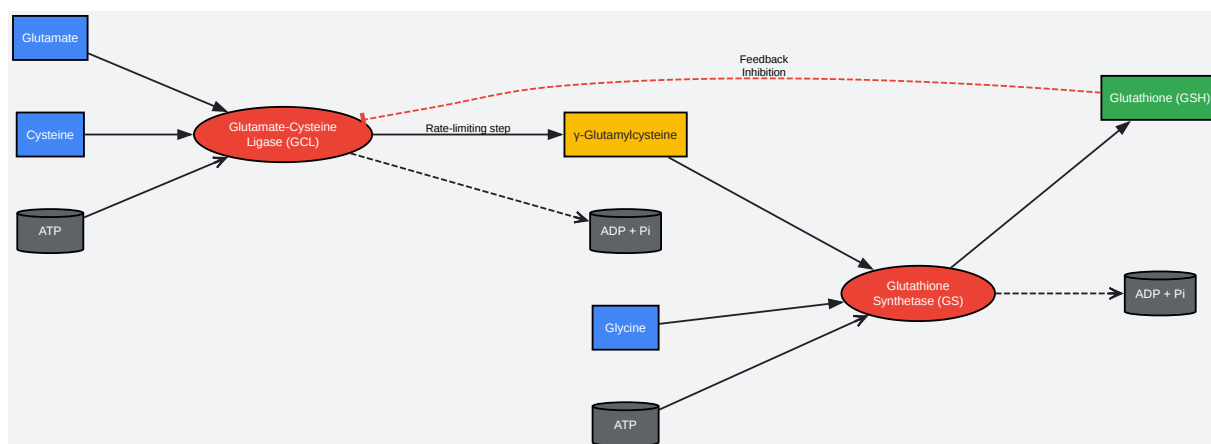 Glutamate
Feedback
Inhibition
Glutathione (GSH)
Cysteine
Glutamate-Cysteine
Ligase (GCL)
Rate-limiting step
γ-Glutamylcysteine
ATP
ADP + Pi
Glutathione
Synthetase (GS)
ADP + Pi
Glycine
ATP